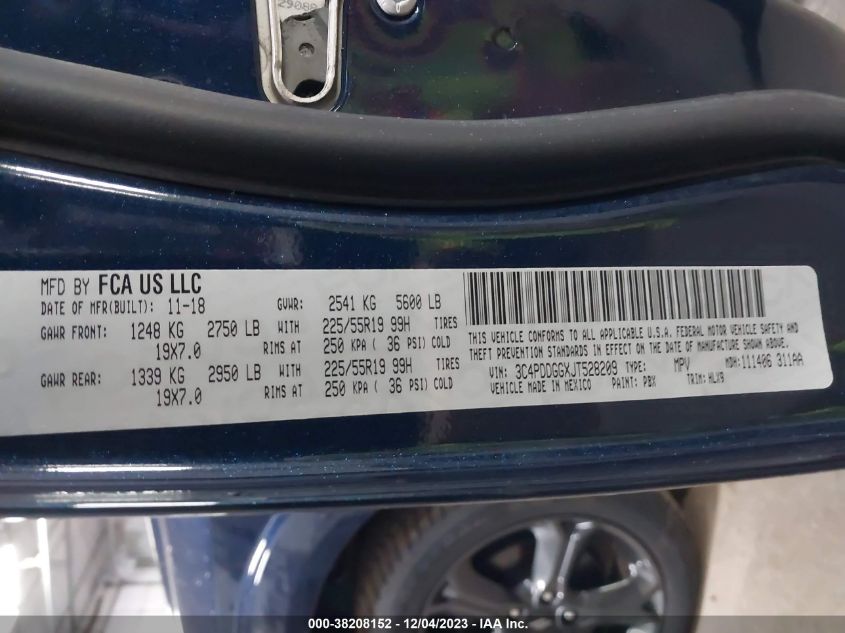 29088
MFD BY FCA US LLC
DATE OF MFR(BUILT): 11-18 GVWR: 2541 KG 5600 LB
GAWR FRONT: 1248 KG 2750 LB WITH 225/55R19 99H TIRES
19X7.0 RIMS AT 250 KPA ( 36 PSI) COLD
GAWR REAR: 1339 KG 2950 LB WITH 225/55R19 99H TIRES
19X7.0 RIMS AT 250 KPA ( 36 PSI) COLD
THIS VEHICLE CONFORMS TO ALL APPLICABLE U.S.A. FEDERAL MOTOR VEHICLE SAFETY AND
THEFT PREVENTION STANDARDS IN EFFECT ON THE DATE OF MANUFACTURE SHOWN ABOVE.
VIN: 3C4PDDGGXJT528209 TYPE: MPV MDH: 111406 311AA
VEHICLE MADE IN MEXICO PAINT: PBX TRIM: HLX9
000-38208152 - 12/04/2023 - IAA Inc.